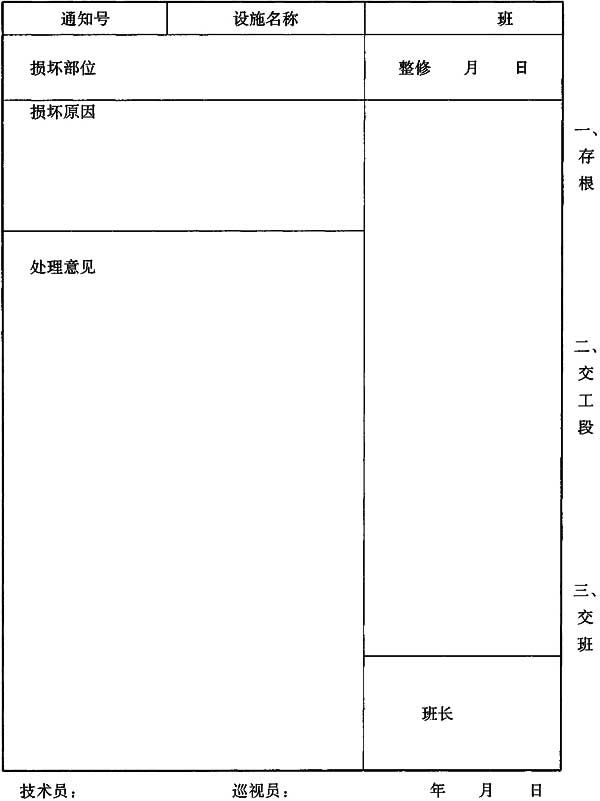 通知号 设施名称 班
损坏部位 整修 月 日
损坏原因
处理意见
班长
一、存根
二、交工段
三、交班
技术员： 巡视员： 年 月 日